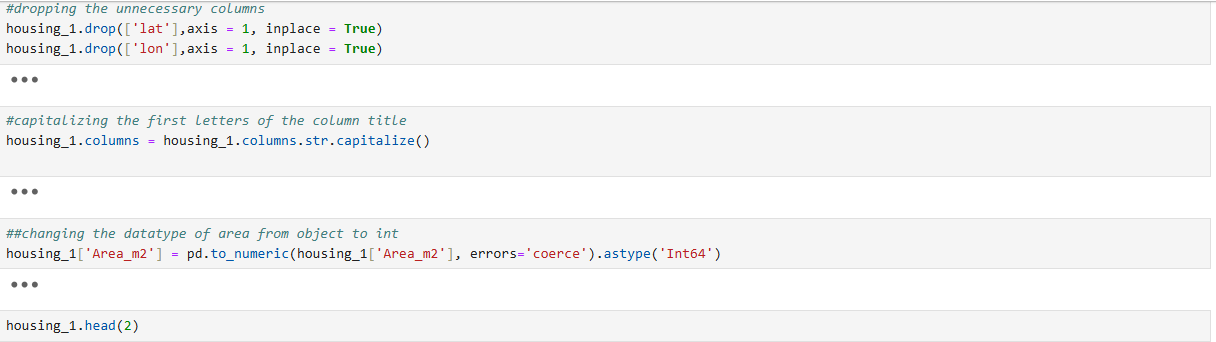 #dropping the unnecessary columns
housing_1.drop(['lat'],axis = 1, inplace = True)
housing_1.drop(['lon'],axis = 1, inplace = True)
#capitalizing the first letters of the column title
housing_1.columns = housing_1.columns.str.capitalize()
##changing the datatype of area from object to int
housing_1['Area_m2'] = pd.to_numeric(housing_1['Area_m2'], errors='coerce').astype('Int64')
housing_1.head(2)